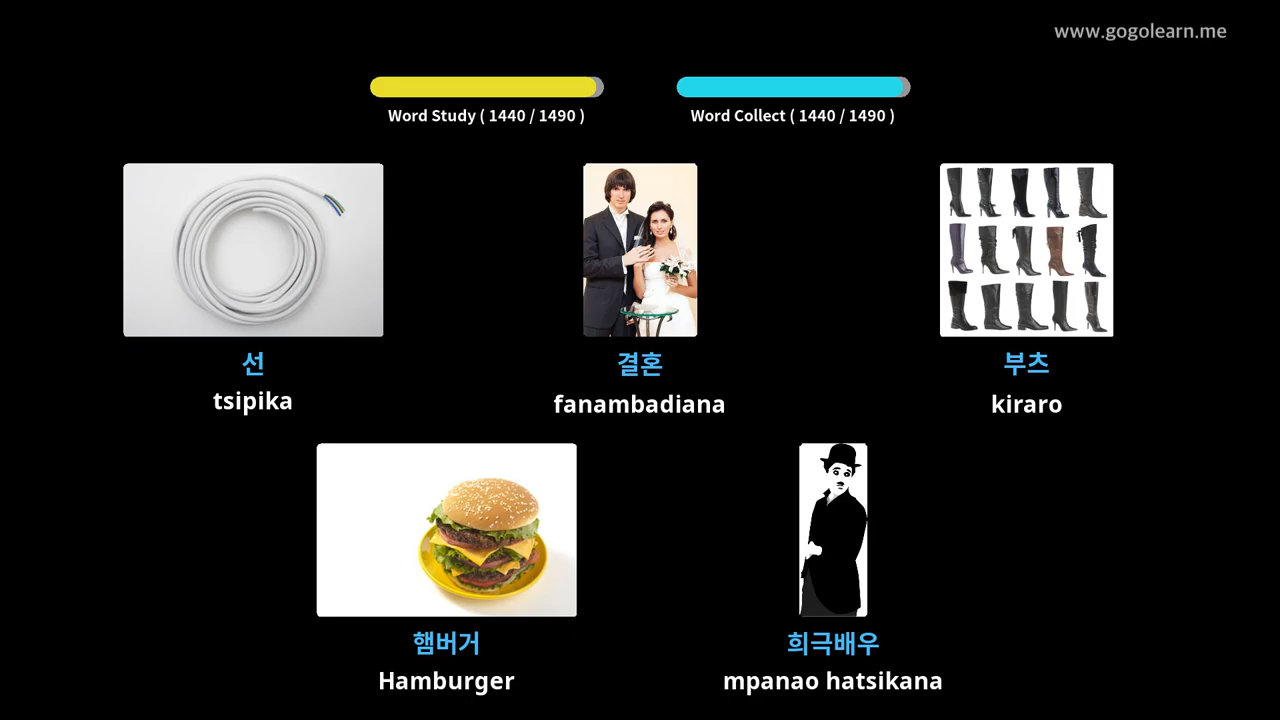 www.gogolearn.me
Word Study ( 1440 / 1490 )
Word Collect ( 1440 / 1490 )
선
tsipika
결혼
fanambadiana
부츠
kiraro
햄버거
Hamburger
희극배우
mpanao hatsikana